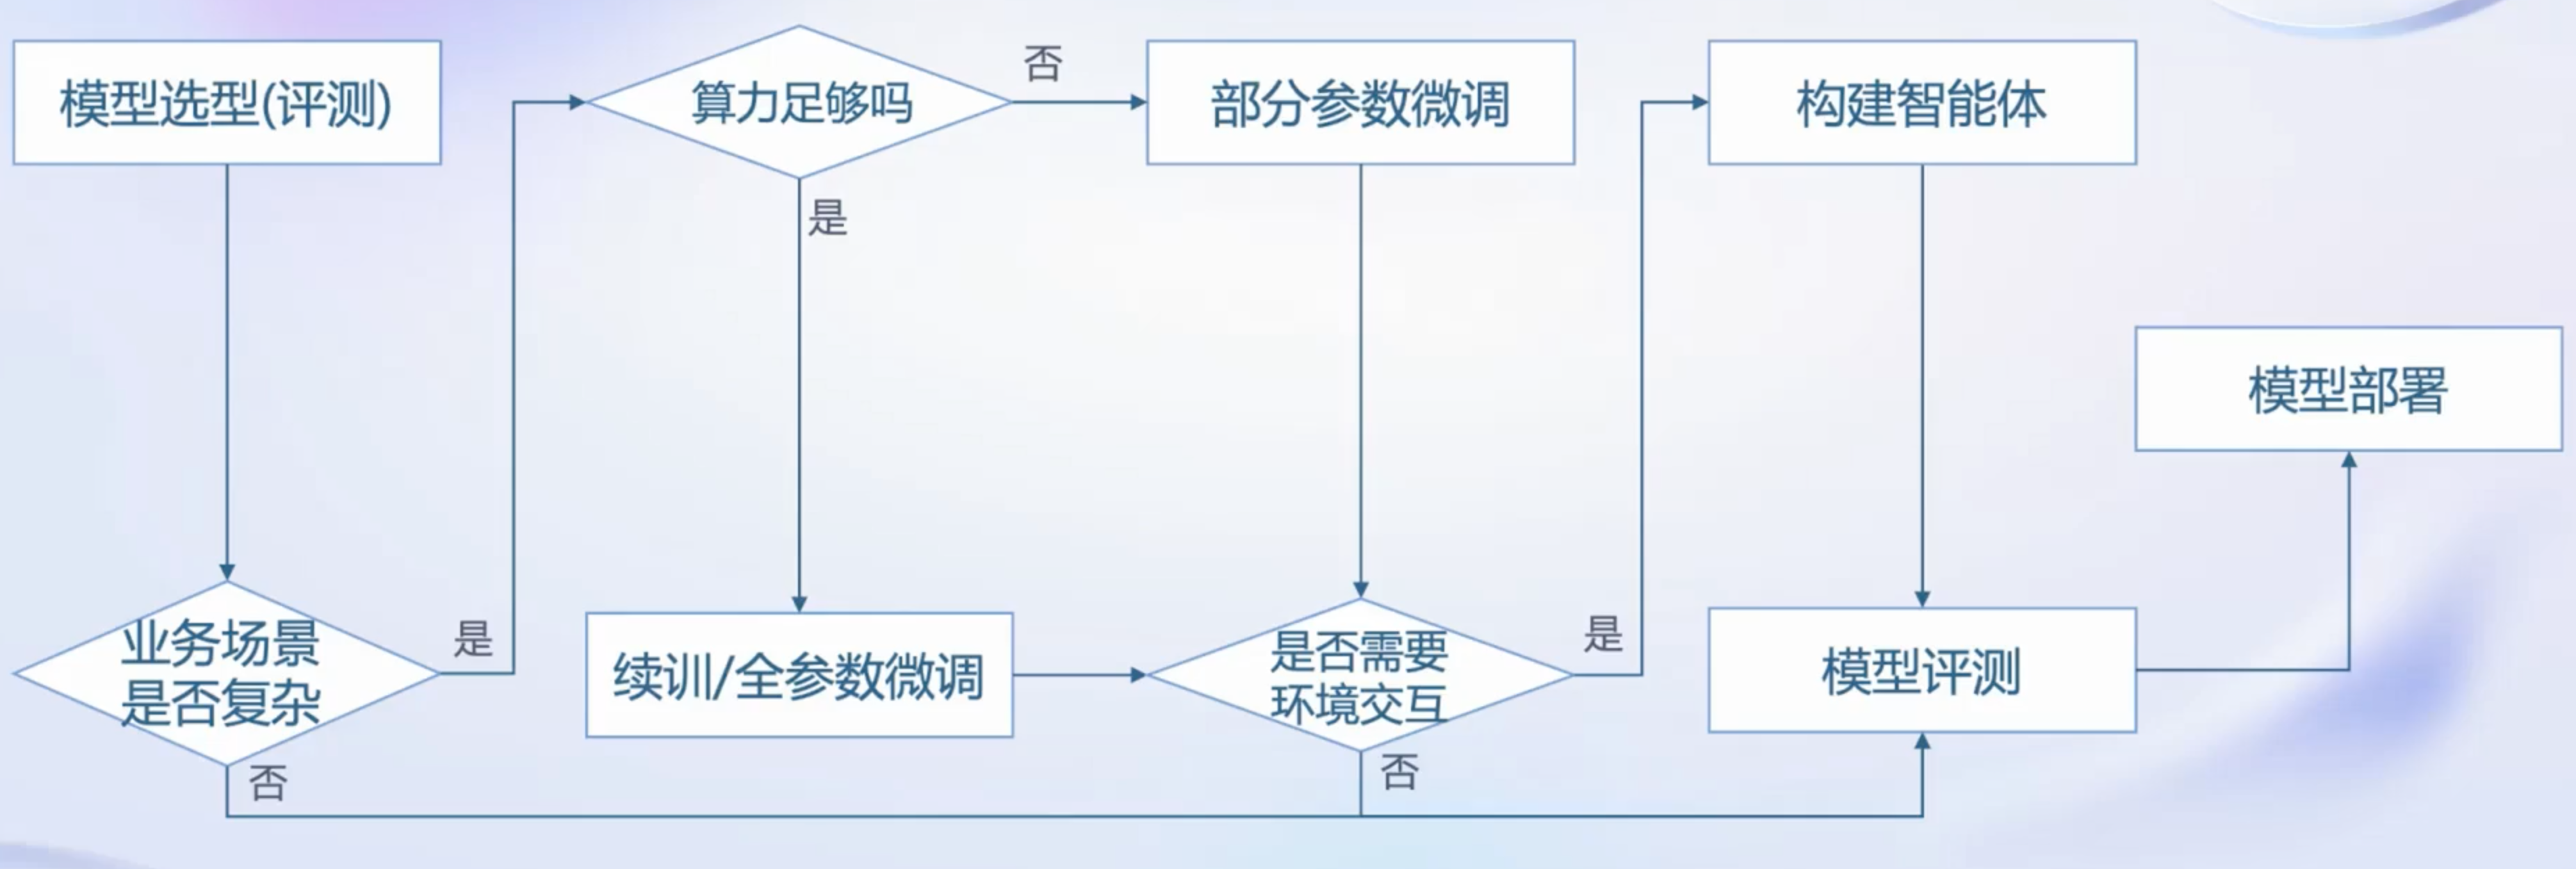 模型选型(评测)
算力足够吗
否
部分参数微调
构建智能体
是
模型部署
业务场景
是否复杂
是
否
续训/全参数微调
是否需要
环境交互
是
否
模型评测